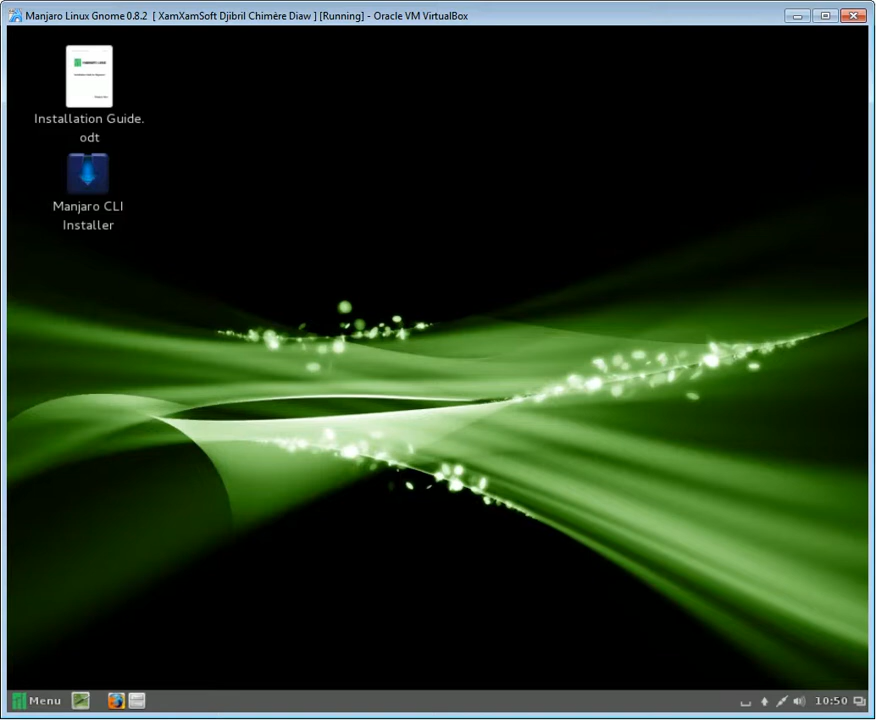 Manjaro Linux Gnome 0.8.2 [ XamXamSoft Djibril Chimère Diaw ] [Running] - Oracle VM VirtualBox
Installation Guide.
odt
Manjaro CLI
Installer
Menu
10:50